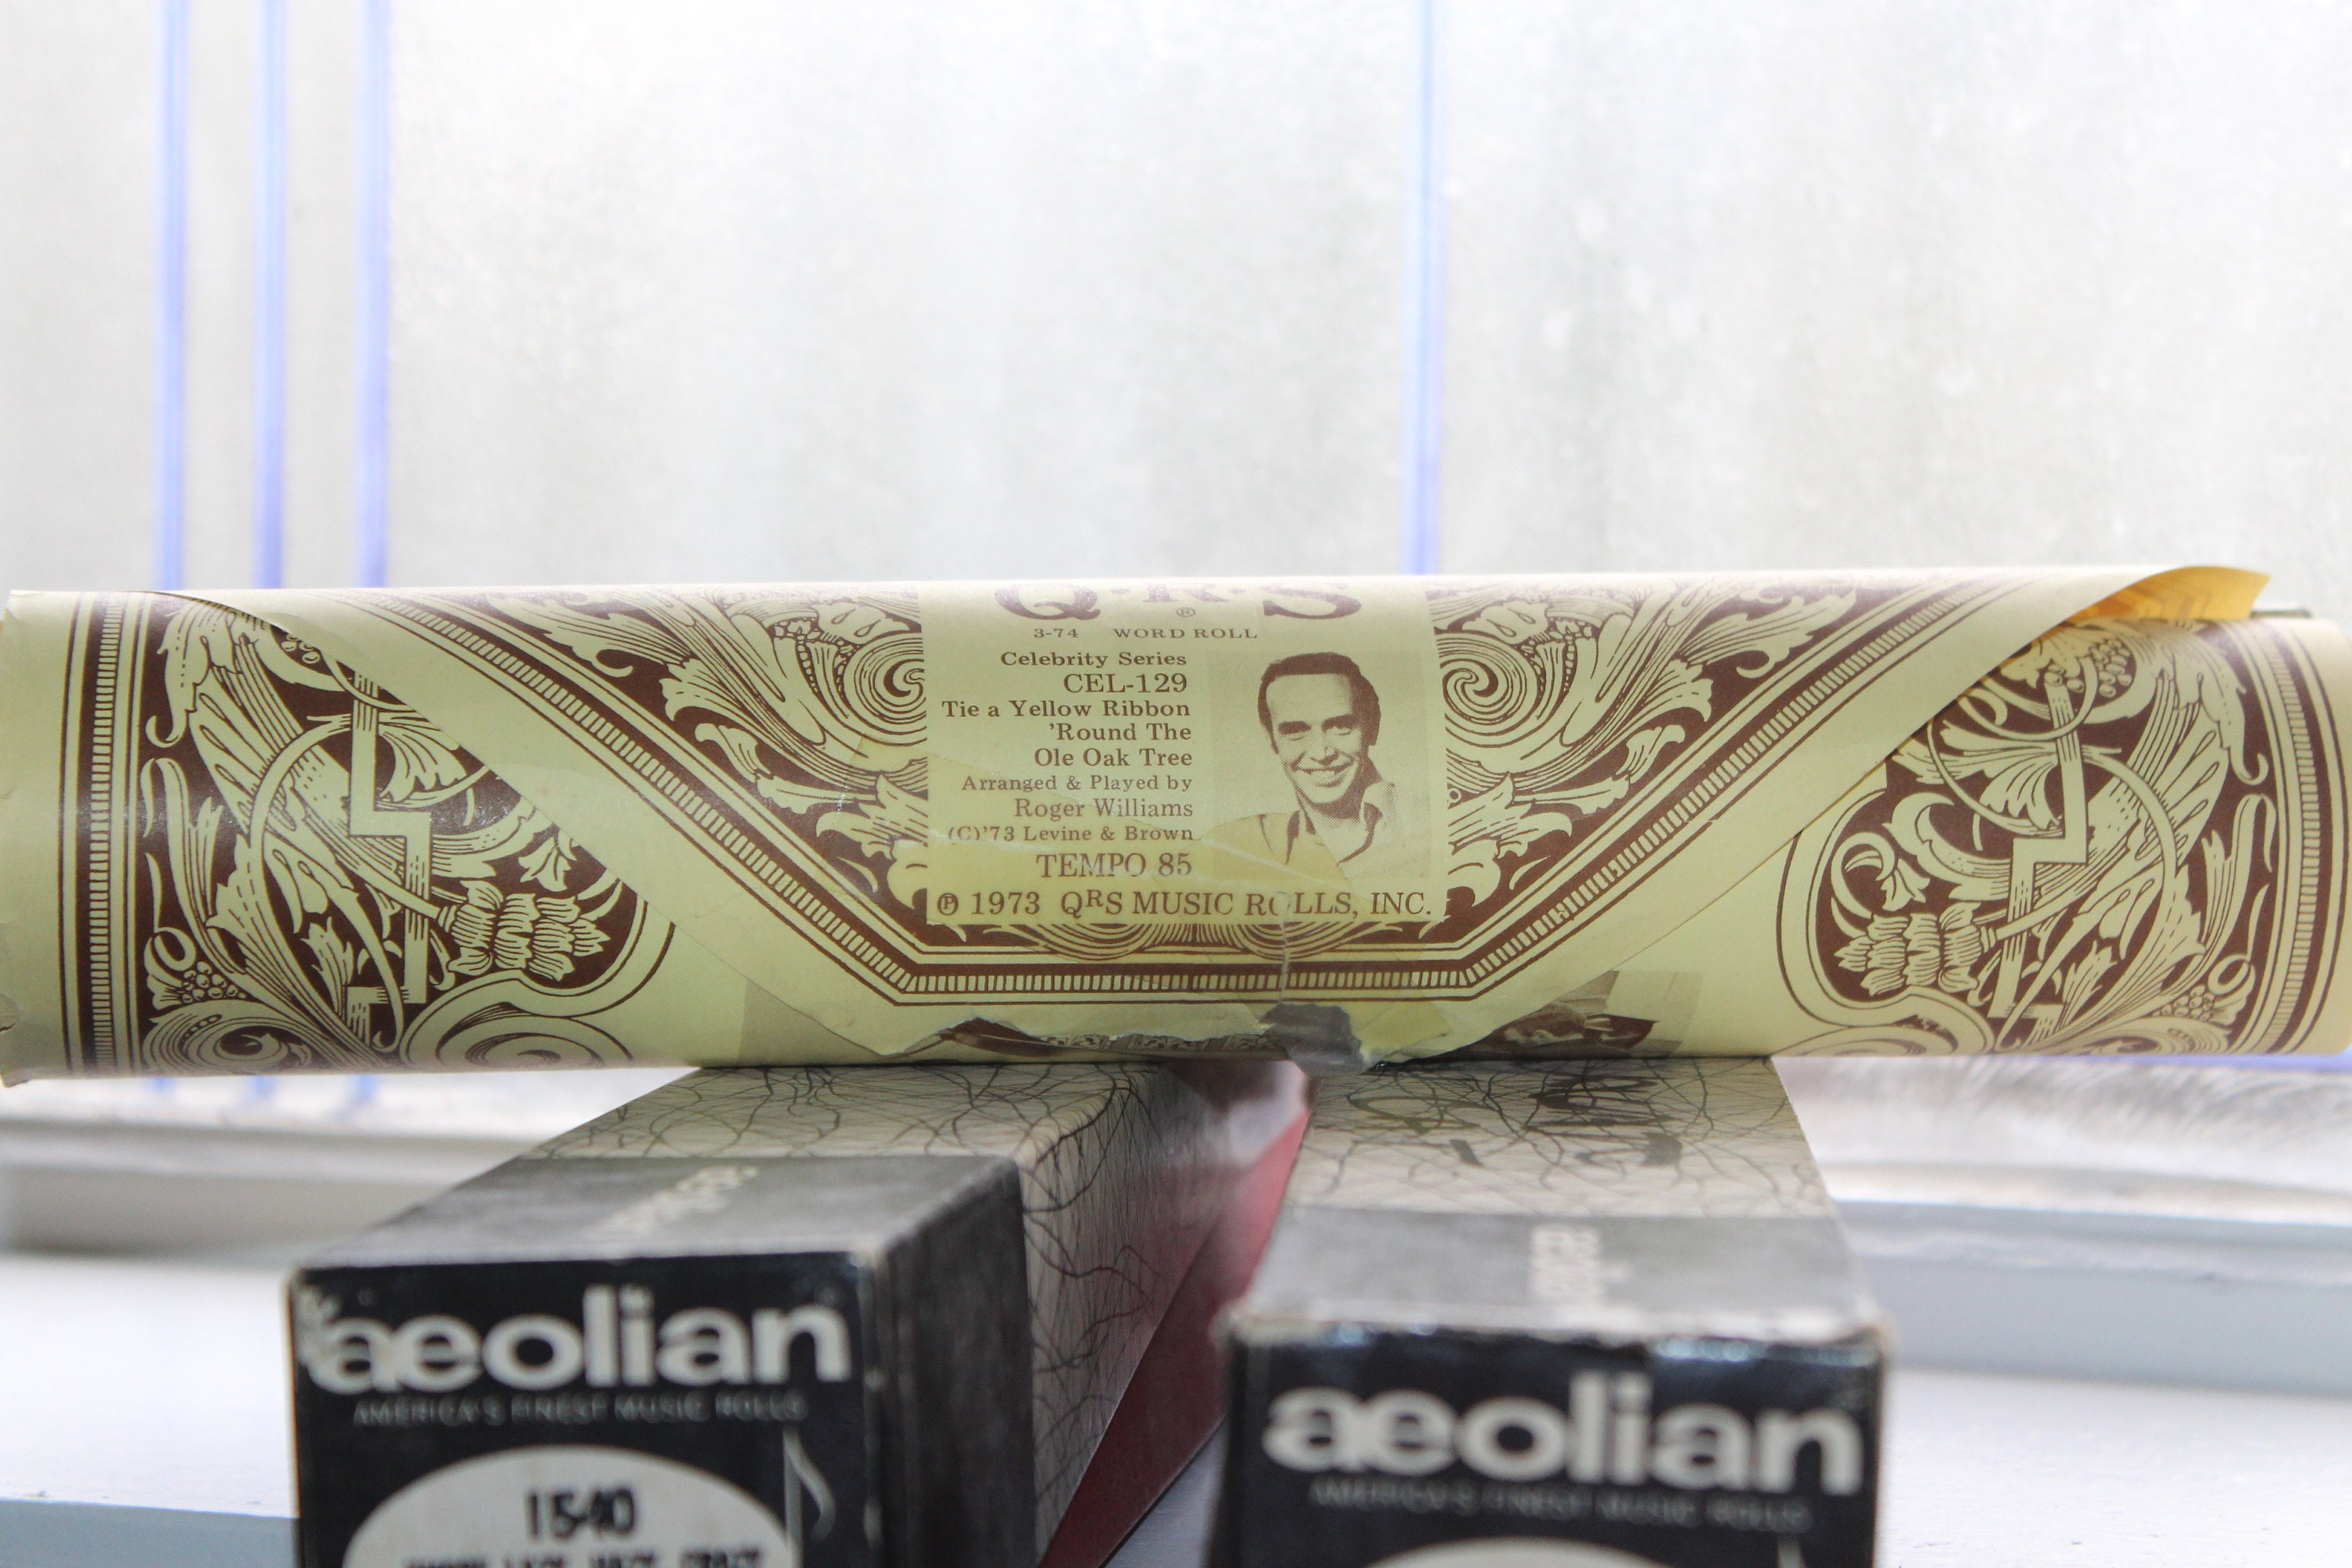 Q·R·S
®
3-74 WORD ROLL
Celebrity Series
CEL-129
Tie a Yellow Ribbon
'Round The
Ole Oak Tree
Arranged & Played by
Roger Williams
(C)'73 Levine & Brown
TEMPO 85
℗ 1973 QRS MUSIC ROLLS, INC.
aeolian
aeolian
aeolian
AMERICA'S FINEST MUSIC ROLLS
1540
aeolian
AMERICA'S FINEST MUSIC ROLLS